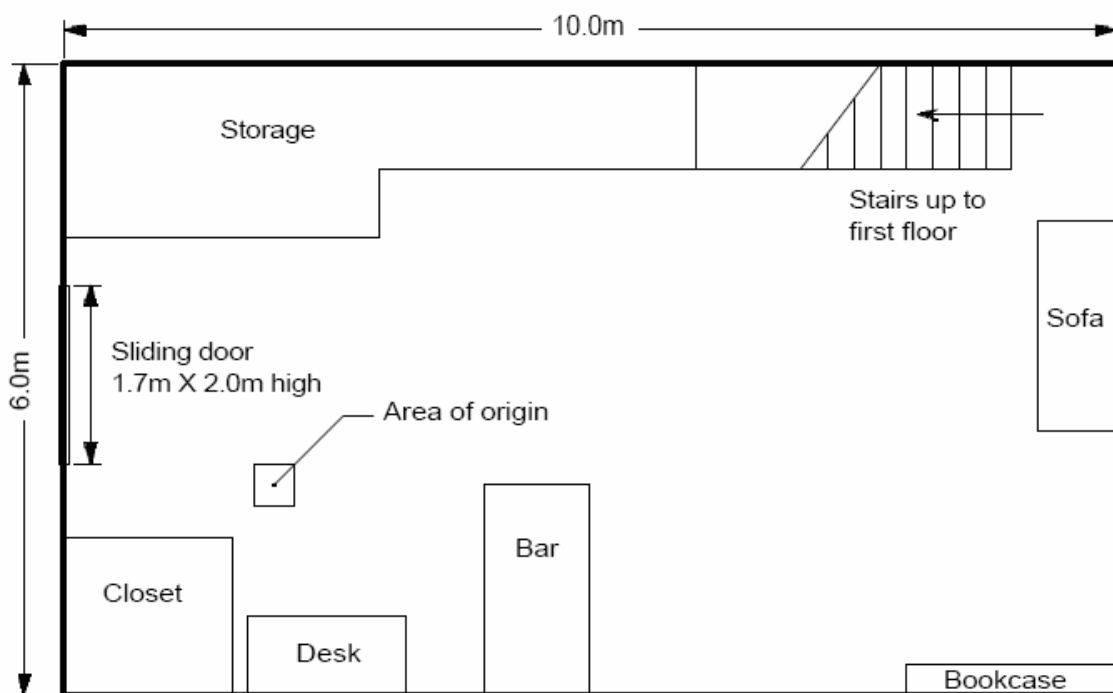 10.0m
Storage
Stairs up to
first floor
6.0m
Sliding door
1.7m X 2.0m high
Sofa
Area of origin
Bar
Closet
Desk
Bookcase